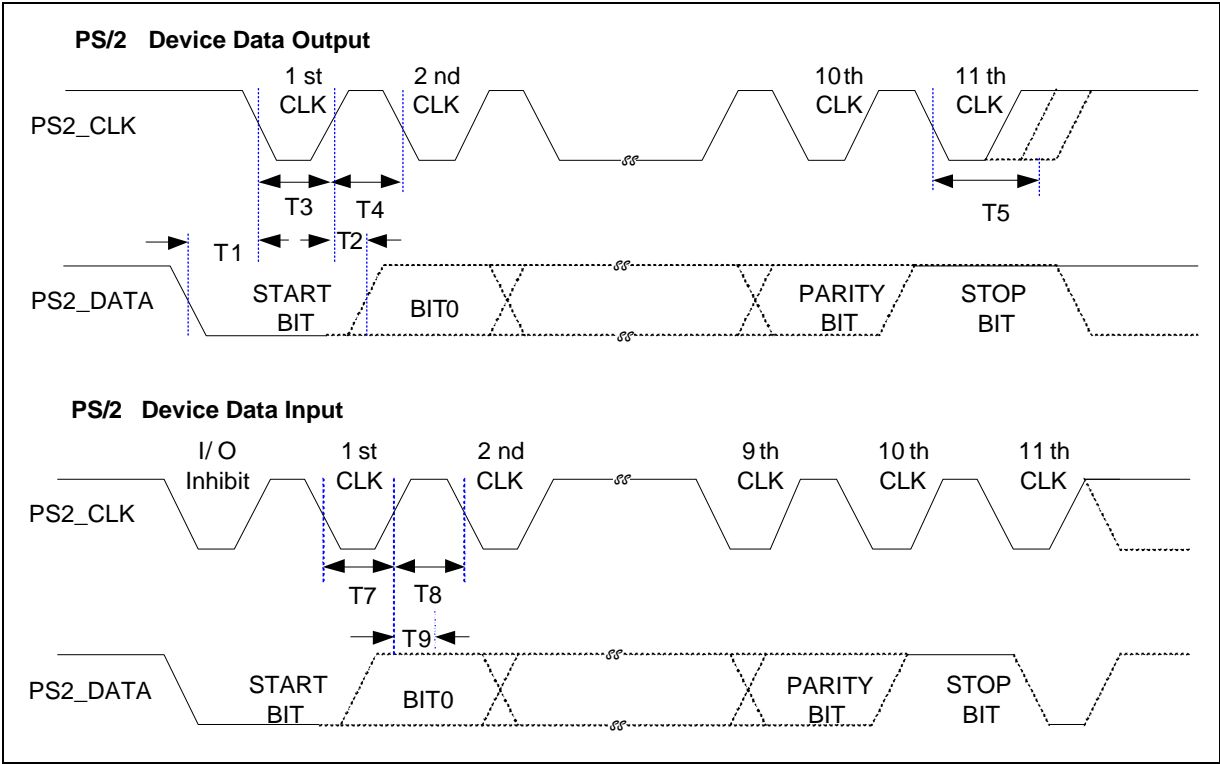 PS/2 Device Data Output
1 st CLK
2 nd CLK
10 th CLK
11 th CLK
PS2_CLK
T3
T4
T5
T1
T2
PS2_DATA
START BIT
BIT0
PARITY BIT
STOP BIT
PS/2 Device Data Input
I/ O Inhibit
1 st CLK
2 nd CLK
9 th CLK
10 th CLK
11 th CLK
PS2_CLK
T7
T8
T9
PS2_DATA
START BIT
BIT0
PARITY BIT
STOP BIT